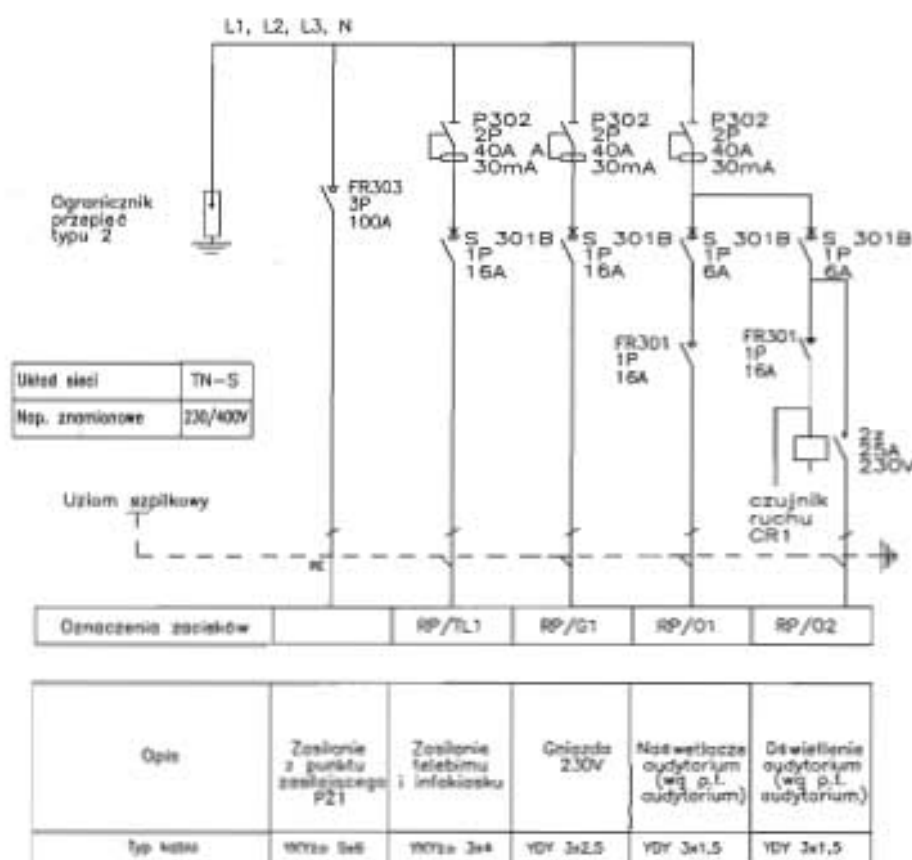 L1, L2, L3, N
P302
2P
40A
30mA
A
P302
2P
40A
30mA
P302
2P
40A
30mA
Ogranicznik
przepięć
typu 2
FR303
3P
100A
S 301B
1P
16A
S 301B
1P
16A
S 301B
1P
6A
S 301B
1P
6A
FR301
1P
16A
FR301
1P
16A
Układ sieci TN-S
Nap. znamionowe 230/400V
230V
Uziom szpilkowy
czujnik
ruchu
CR1
PE
Oznaczenia zacisków RP/TL1 RP/G1 RP/O1 RP/O2
Opis
Zasilanie
z punktu
zasilającego
PZ1
Zasilanie
telebimu
i infokiosku
Gniazda
230V
Naświetlacze
audytorium
(wg p.t.
audytorium)
Oświetlenie
audytorium
(wg p.t.
audytorium)
Typ kabla YKYżo 5x6 YKYżo 3x4 YDY 3x2,5 YDY 3x1,5 YDY 3x1,5